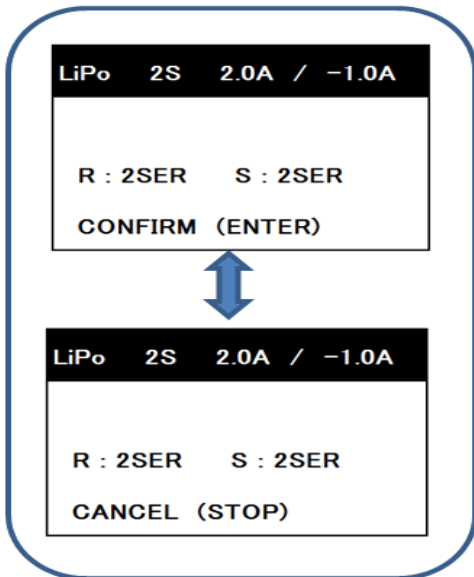 LiPo 2S 2.0A / -1.0A
R : 2SER S : 2SER
CONFIRM (ENTER)
LiPo 2S 2.0A / -1.0A
R : 2SER S : 2SER
CANCEL (STOP)